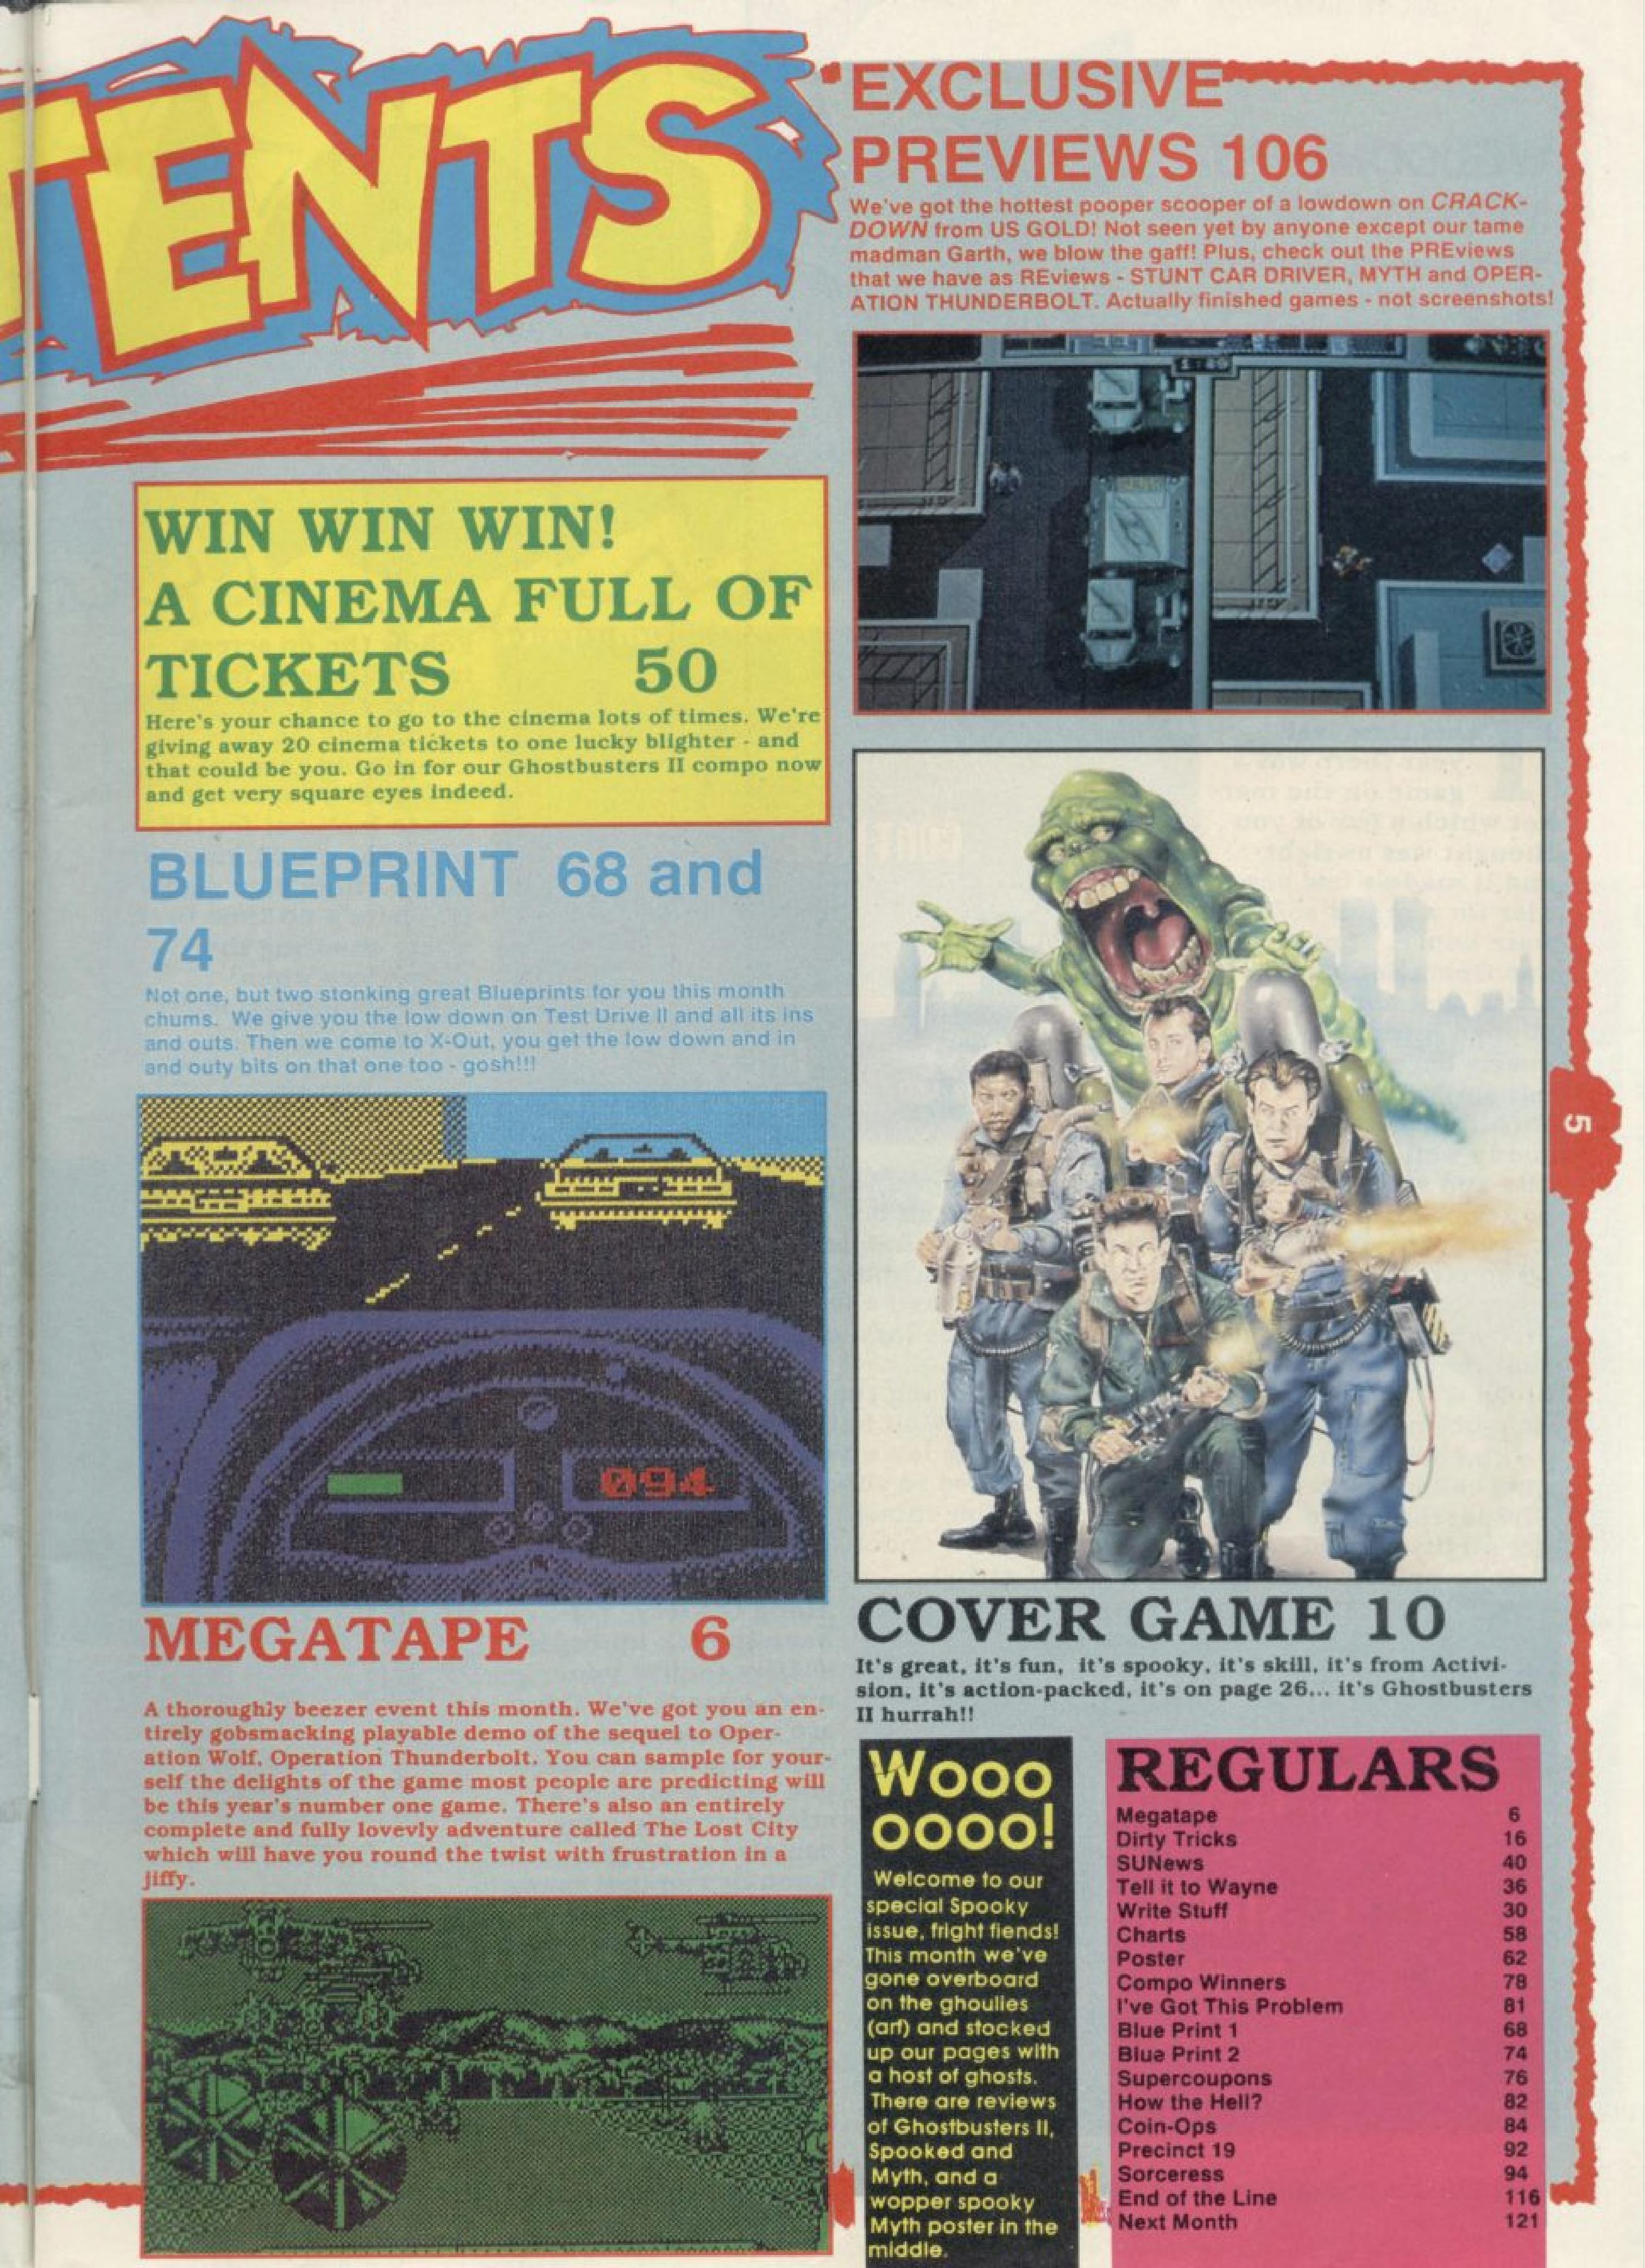 TENTS
WIN WIN WIN!
A CINEMA FULL OF
TICKETS 50
Here's your chance to go to the cinema lots of times. We're
giving away 20 cinema tickets to one lucky blighter - and
that could be you. Go in for our Ghostbusters II compo now
and get very square eyes indeed.
BLUEPRINT 68 and
74
Not one, but two stonking great Blueprints for you this month
chums. We give you the low down on Test Drive II and all its ins
and outs. Then we come to X-Out, you get the low down and in
and outy bits on that one too - gosh!!!
094
MEGATAPE 6
A thoroughly beezer event this month. We've got you an en-
tirely gobsmacking playable demo of the sequel to Oper-
ation Wolf, Operation Thunderbolt. You can sample for your-
self the delights of the game most people are predicting will
be this year's number one game. There's also an entirely
complete and fully lovevly adventure called The Lost City
which will have you round the twist with frustration in a
jiffy.
EXCLUSIVE
PREVIEWS 106
We've got the hottest pooper scooper of a lowdown on CRACK-
DOWN from US GOLD! Not seen yet by anyone except our tame
madman Garth, we blow the gaff! Plus, check out the PREviews
that we have as REviews - STUNT CAR DRIVER, MYTH and OPER-
ATION THUNDERBOLT. Actually finished games - not screenshots!
COVER GAME 10
It's great, it's fun, it's spooky, it's skill, it's from Activi-
sion, it's action-packed, it's on page 26... it's Ghostbusters
II hurrah!!
Wooo
oooo!
Welcome to our
special Spooky
issue, fright fiends!
This month we've
gone overboard
on the ghoulies
(arf) and stocked
up our pages with
a host of ghosts.
There are reviews
of Ghostbusters II,
Spooked and
Myth, and a
wopper spooky
Myth poster in the
middle.
REGULARS
Megatape 6
Dirty Tricks 16
SUNews 40
Tell it to Wayne 36
Write Stuff 30
Charts 58
Poster 62
Compo Winners 78
I've Got This Problem 81
Blue Print 1 68
Blue Print 2 74
Supercoupons 76
How the Hell? 82
Coin-Ops 84
Precinct 19 92
Sorceress 94
End of the Line 116
Next Month 121
5